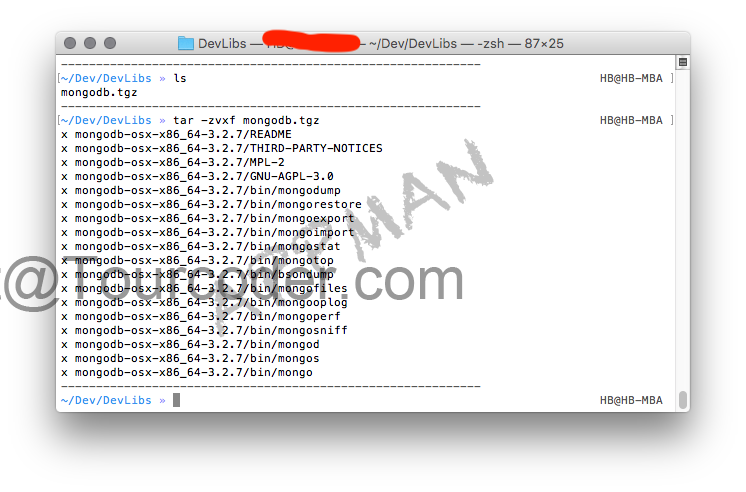 DevLibs — — ~/Dev/DevLibs — -zsh — 87×25
--------------------------------------------------------------
[~/Dev/DevLibs » ls HB@HB-MBA ]
mongodb.tgz
--------------------------------------------------------------
[~/Dev/DevLibs » tar -zvxf mongodb.tgz HB@HB-MBA ]
x mongodb-osx-x86_64-3.2.7/README
x mongodb-osx-x86_64-3.2.7/THIRD-PARTY-NOTICES
x mongodb-osx-x86_64-3.2.7/MPL-2
x mongodb-osx-x86_64-3.2.7/GNU-AGPL-3.0
x mongodb-osx-x86_64-3.2.7/bin/mongodump
x mongodb-osx-x86_64-3.2.7/bin/mongorestore
x mongodb-osx-x86_64-3.2.7/bin/mongoexport
x mongodb-osx-x86_64-3.2.7/bin/mongoimport
x mongodb-osx-x86_64-3.2.7/bin/mongostat
x mongodb-osx-x86_64-3.2.7/bin/mongotop
x mongodb-osx-x86_64-3.2.7/bin/bsondump
x mongodb-osx-x86_64-3.2.7/bin/mongofiles
x mongodb-osx-x86_64-3.2.7/bin/mongooplog
x mongodb-osx-x86_64-3.2.7/bin/mongoperf
x mongodb-osx-x86_64-3.2.7/bin/mongosniff
x mongodb-osx-x86_64-3.2.7/bin/mongod
x mongodb-osx-x86_64-3.2.7/bin/mongos
x mongodb-osx-x86_64-3.2.7/bin/mongo
--------------------------------------------------------------
~/Dev/DevLibs » HB@HB-MBA
@Tourcoder.com